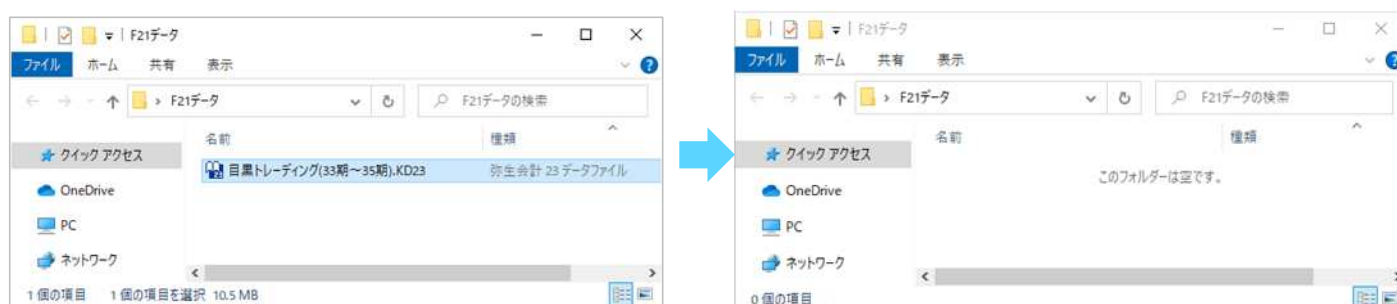 F21データ
ファイル ホーム 共有 表示
F21データ F21データの検索
名前 種類
クイック アクセス
目黒トレーディング(33期～35期).KD23 弥生会計 23 データファイル
OneDrive
PC
ネットワーク
1 個の項目 1 個の項目を選択 10.5 MB
F21データ
ファイル ホーム 共有 表示
F21データ F21データの検索
名前 種類
クイック アクセス
このフォルダーは空です。
OneDrive
PC
ネットワーク
0 個の項目